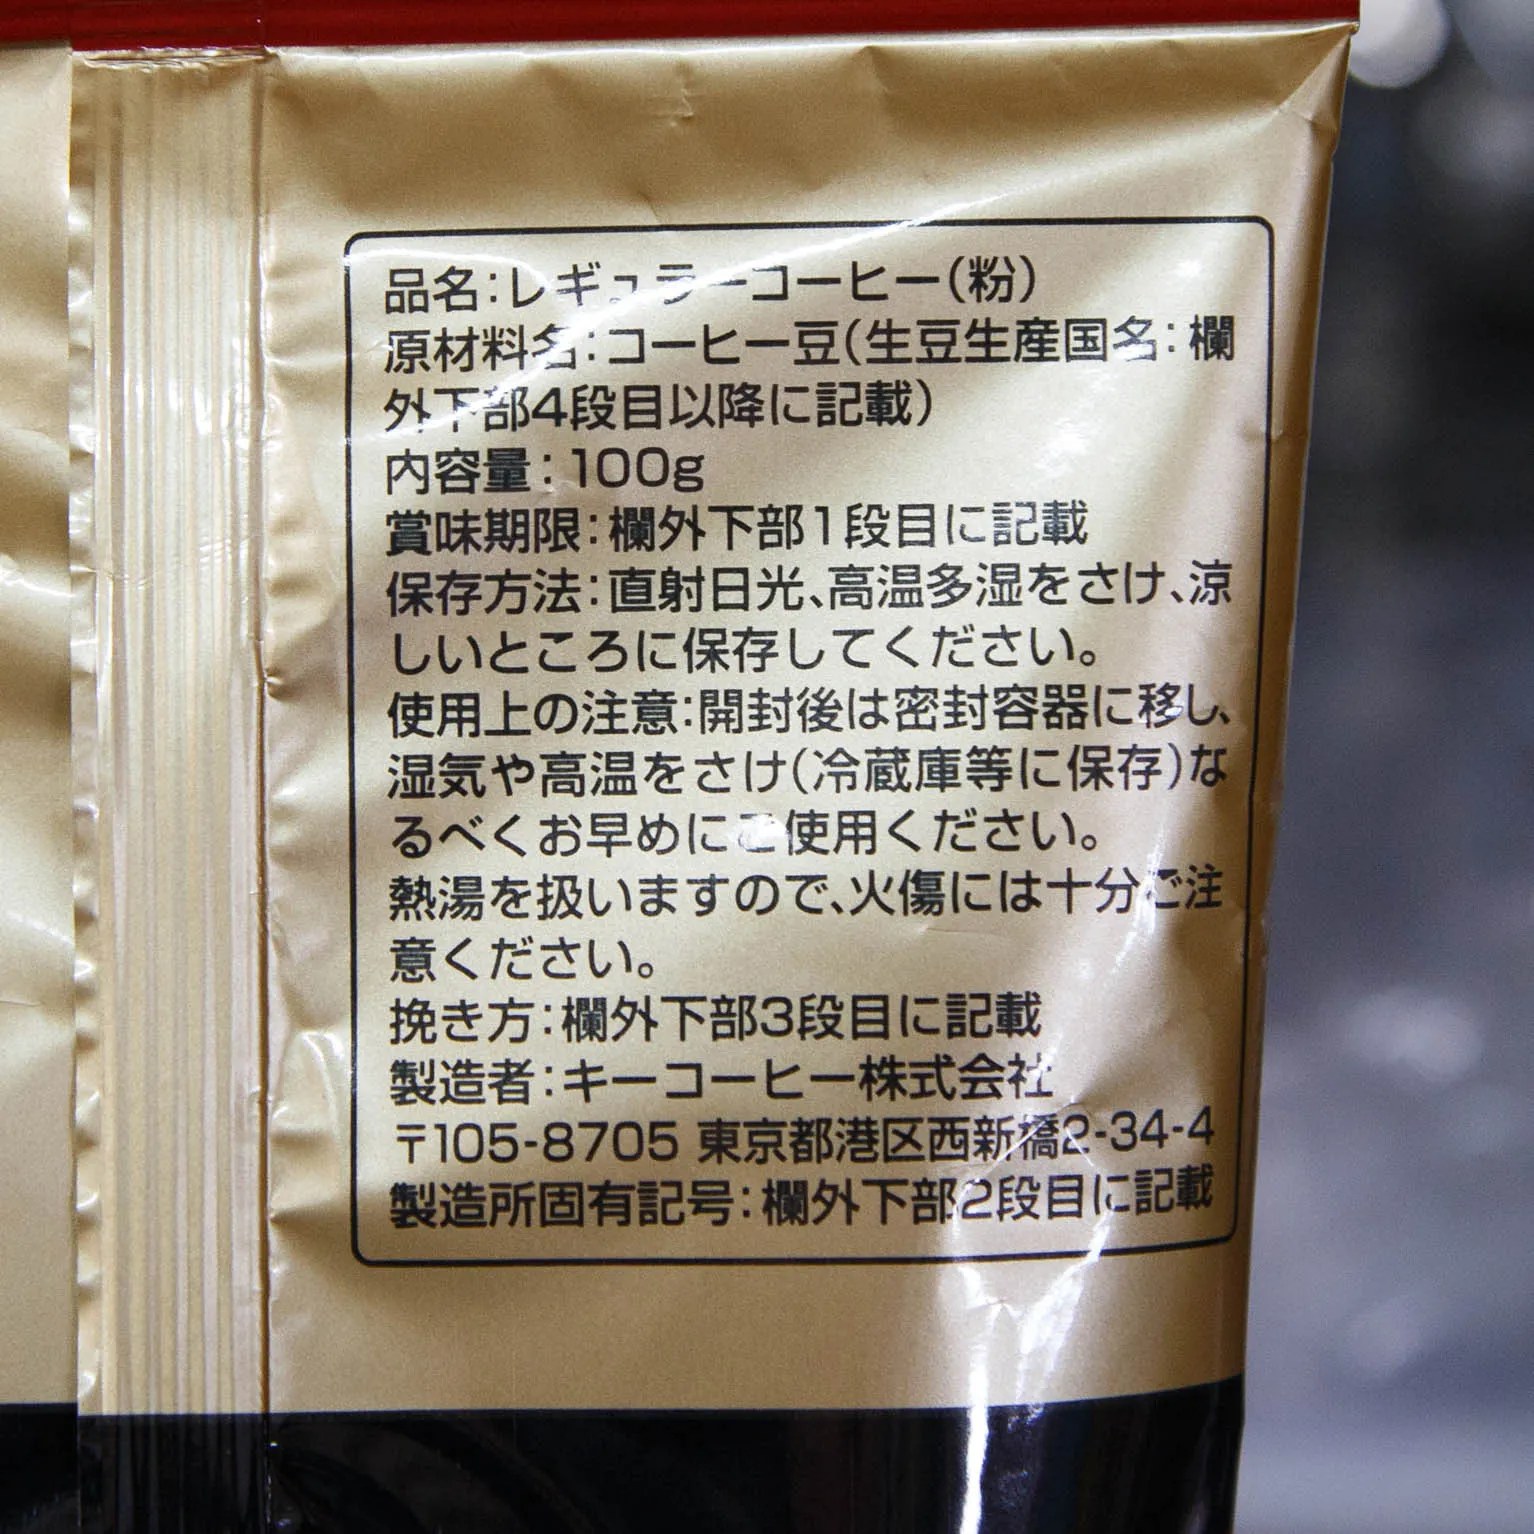 品名:レギュラーコーヒー(粉)
原材料名:コーヒー豆(生豆生産国名:欄
外下部4段目以降に記載)
内容量:100g
賞味期限:欄外下部1段目に記載
保存方法:直射日光、高温多湿をさけ、涼
しいところに保存してください。
使用上の注意:開封後は密封容器に移し、
湿気や高温をさけ(冷蔵庫等に保存)な
るべくお早めにご使用ください。
熱湯を扱いますので、火傷には十分ご注
意ください。
挽き方:欄外下部3段目に記載
製造者:キーコーヒー株式会社
〒105-8705 東京都港区西新橋2-34-4
製造所固有記号:欄外下部2段目に記載